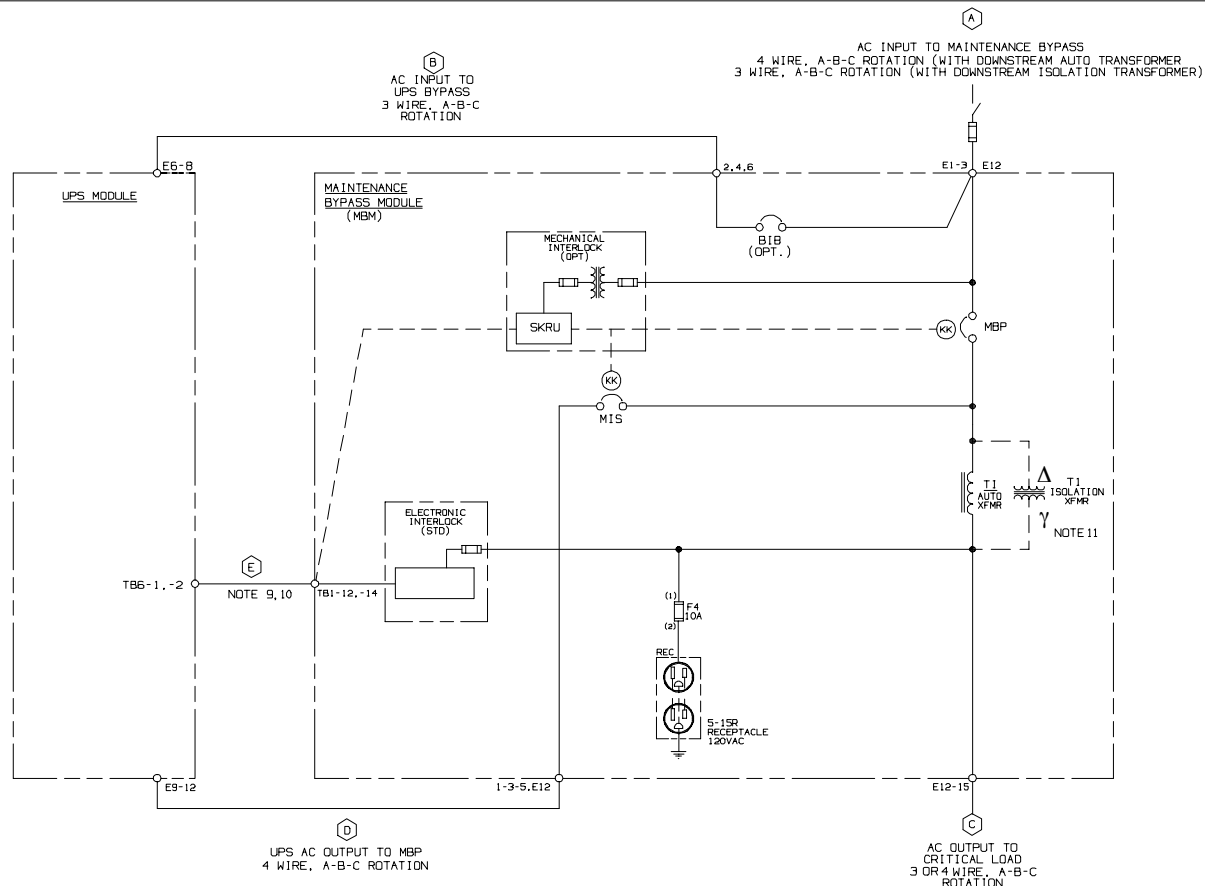 A
AC INPUT TO MAINTENANCE BYPASS
4 WIRE, A-B-C ROTATION (WITH DOWNSTREAM AUTO TRANSFORMER
3 WIRE, A-B-C ROTATION (WITH DOWNSTREAM ISOLATION TRANSFORMER)
B
AC INPUT TO
UPS BYPASS
3 WIRE, A-B-C
ROTATION
E6-8
2,4,6
E1-3
E12
UPS MODULE
MAINTENANCE
BYPASS MODULE
(MBM)
BIB
(OPT.)
MECHANICAL
INTERLOCK
(OPT)
SKRU
KK
MBP
KK
MIS
T1
AUTO
XFMR
Δ
T1
ISOLATION
XFMR
γ
NOTE 11
ELECTRONIC
INTERLOCK
(STD)
E
TB6-1,-2
NOTE 9,10
TB1-12,-14
(1)
F4
10A
(2)
REC
5-15R
RECEPTACLE
120VAC
E9-12
1-3-5,E12
E12-15
D
UPS AC OUTPUT TO MBP
4 WIRE, A-B-C ROTATION
C
AC OUTPUT TO
CRITICAL LOAD
3 OR 4 WIRE, A-B-C
ROTATION